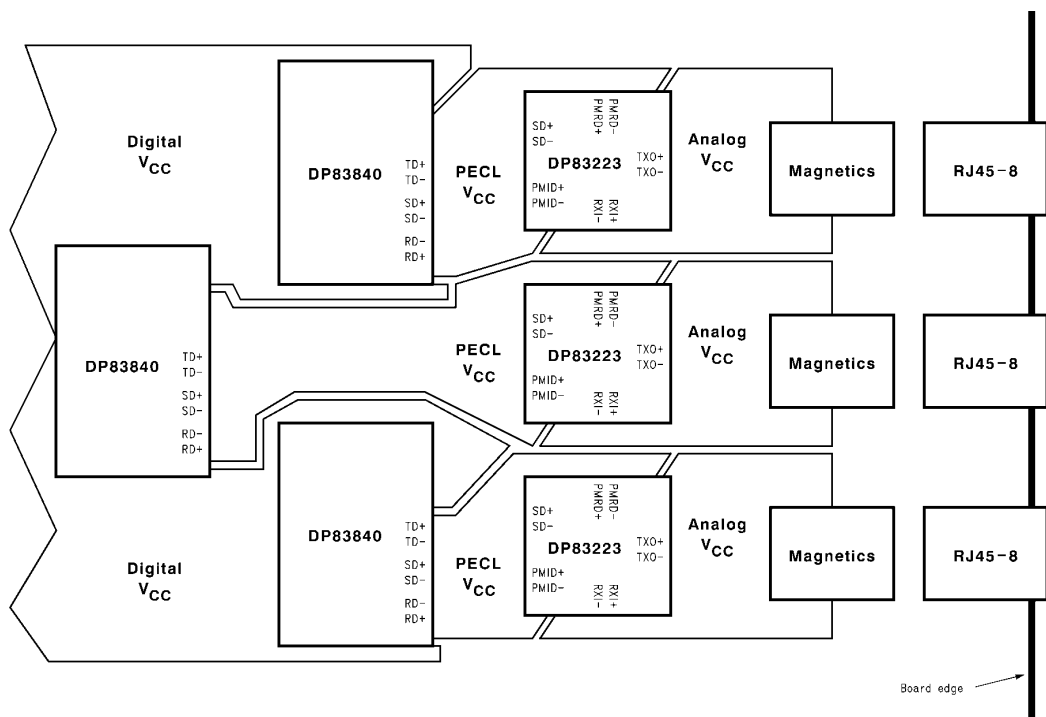 Digital
VCC
DP83840
TD+
TD-
SD+
SD-
RD-
RD+
PECL
VCC
SD+
SD-
PMRD+
PMRD-
DP83223
TXO+
TXO-
PMID+
PMID-
RXI-
RXI+
Analog
VCC
Magnetics
RJ45-8
DP83840
TD+
TD-
SD+
SD-
RD-
RD+
PECL
VCC
SD+
SD-
PMRD+
PMRD-
DP83223
TXO+
TXO-
PMID+
PMID-
RXI-
RXI+
Analog
VCC
Magnetics
RJ45-8
Digital
VCC
DP83840
TD+
TD-
SD+
SD-
RD-
RD+
PECL
VCC
SD+
SD-
PMRD+
PMRD-
DP83223
TXO+
TXO-
PMID+
PMID-
RXI-
RXI+
Analog
VCC
Magnetics
RJ45-8
Board edge